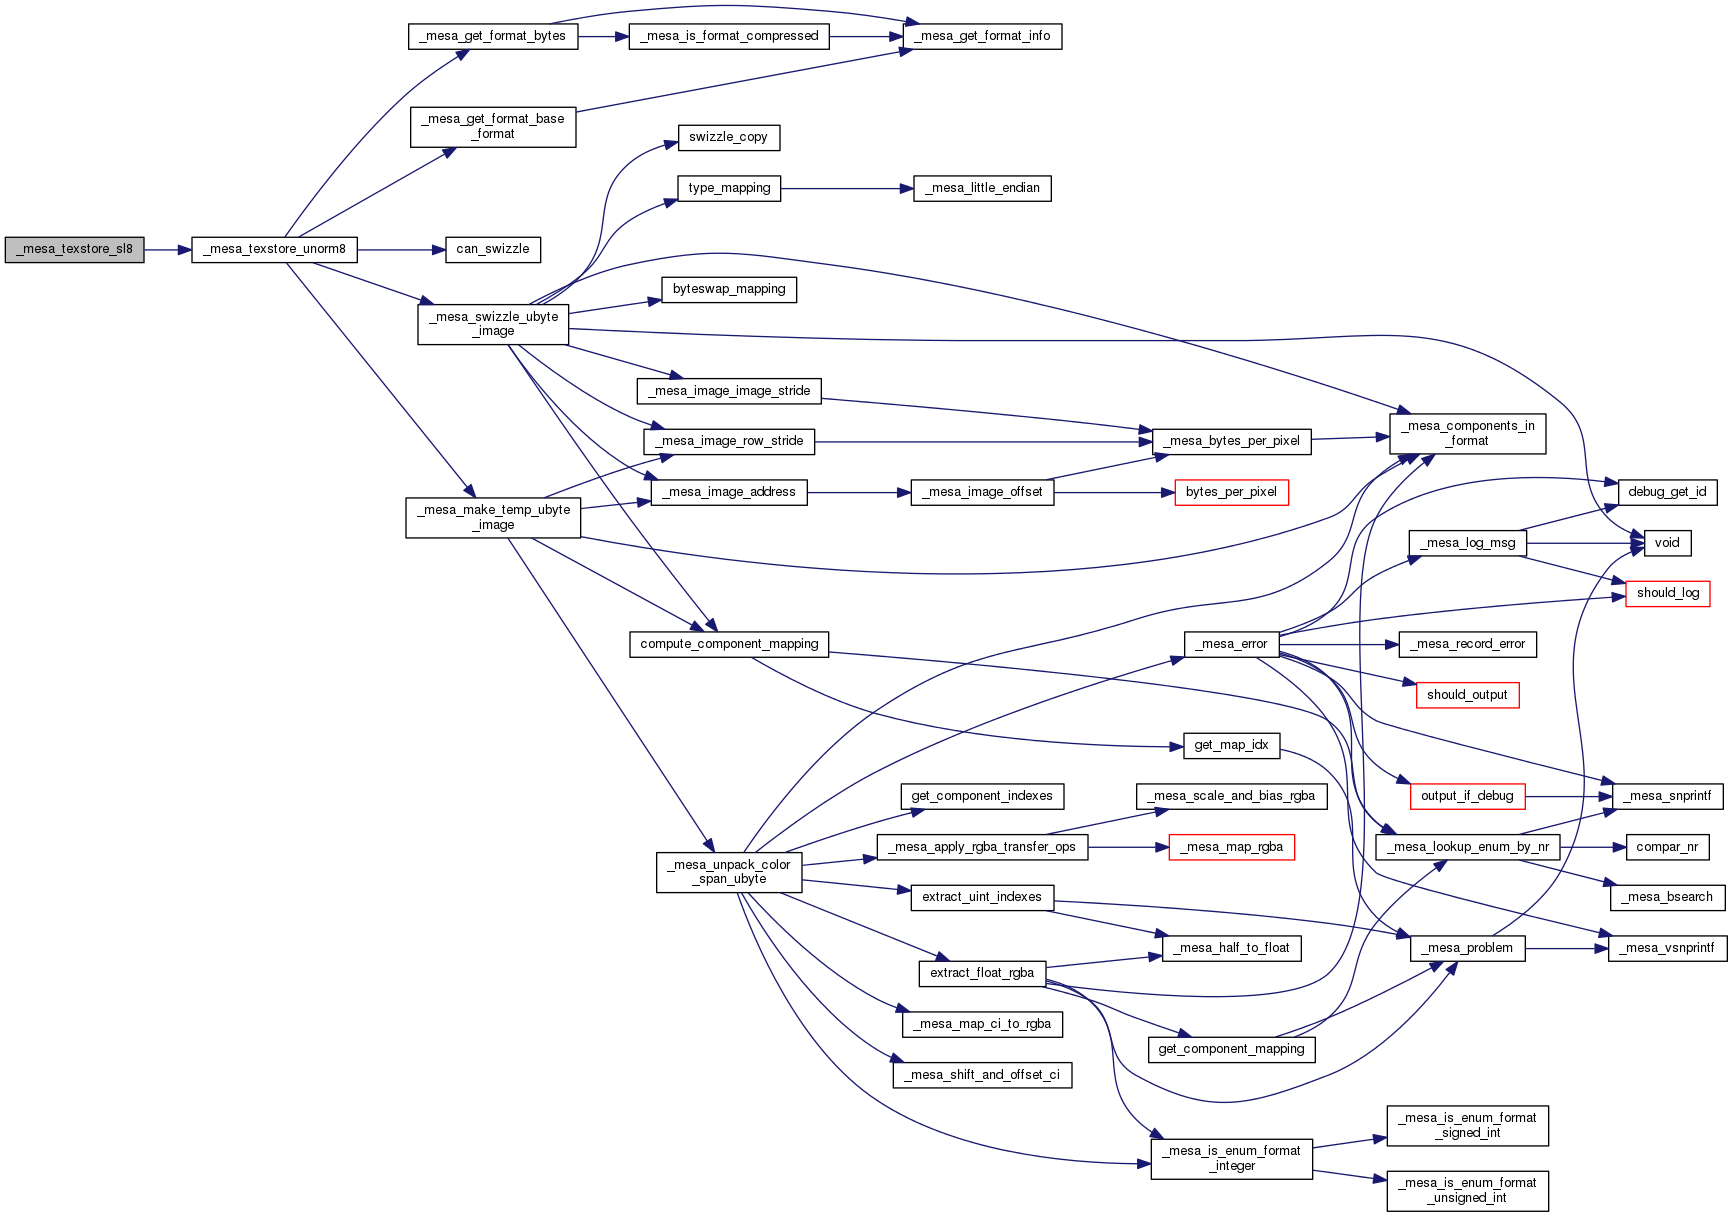 _mesa_get_format_bytes
_mesa_is_format_compressed
_mesa_get_format_info
_mesa_get_format_base
_format
swizzle_copy
type_mapping
_mesa_little_endian
_mesa_texstore_sl8
_mesa_texstore_unorm8
can_swizzle
byteswap_mapping
_mesa_swizzle_ubyte
_image
_mesa_image_image_stride
_mesa_image_row_stride
_mesa_bytes_per_pixel
_mesa_components_in
_format
_mesa_image_address
_mesa_image_offset
bytes_per_pixel
debug_get_id
_mesa_make_temp_ubyte
_image
_mesa_log_msg
void
should_log
compute_component_mapping
_mesa_error
_mesa_record_error
should_output
get_map_idx
get_component_indexes
_mesa_scale_and_bias_rgba
output_if_debug
_mesa_snprintf
_mesa_unpack_color
_span_ubyte
_mesa_apply_rgba_transfer_ops
_mesa_map_rgba
_mesa_lookup_enum_by_nr
compar_nr
extract_uint_indexes
_mesa_bsearch
_mesa_half_to_float
_mesa_problem
_mesa_vsnprintf
extract_float_rgba
_mesa_map_ci_to_rgba
get_component_mapping
_mesa_shift_and_offset_ci
_mesa_is_enum_format
_signed_int
_mesa_is_enum_format
_integer
_mesa_is_enum_format
_unsigned_int